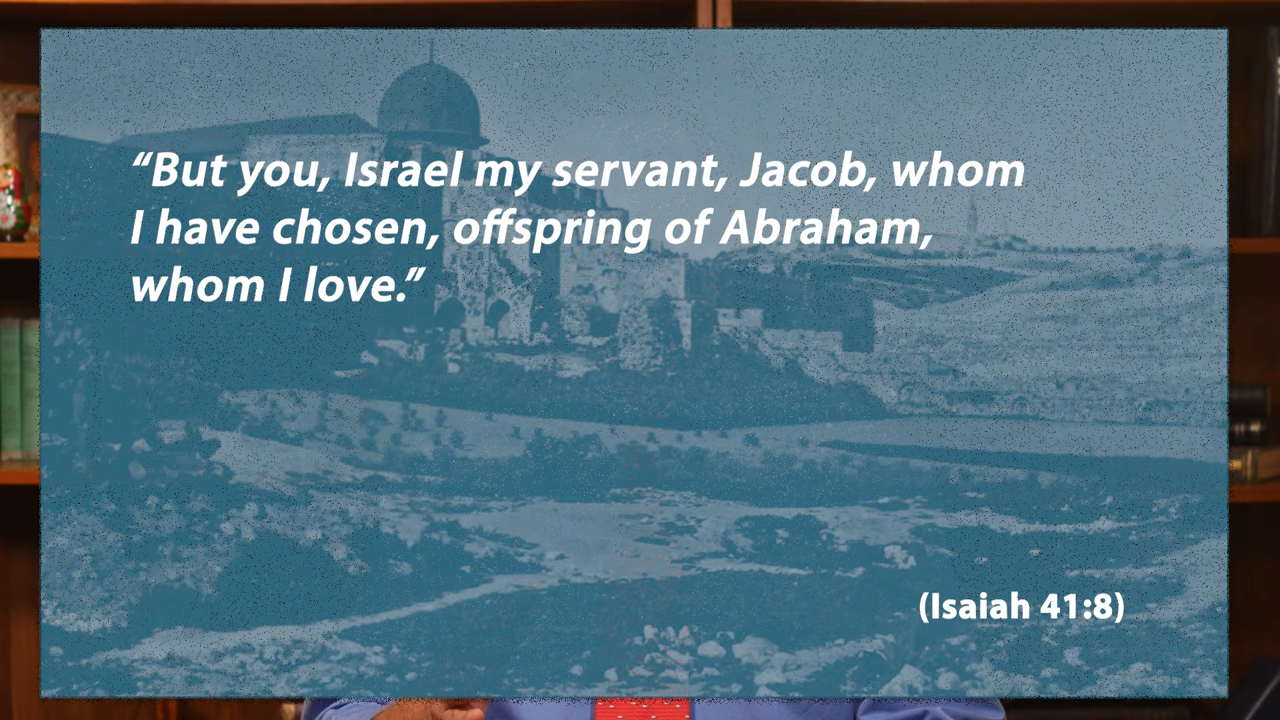 “But you, Israel my servant, Jacob, whom
I have chosen, offspring of Abraham,
whom I love.”
(Isaiah 41:8)